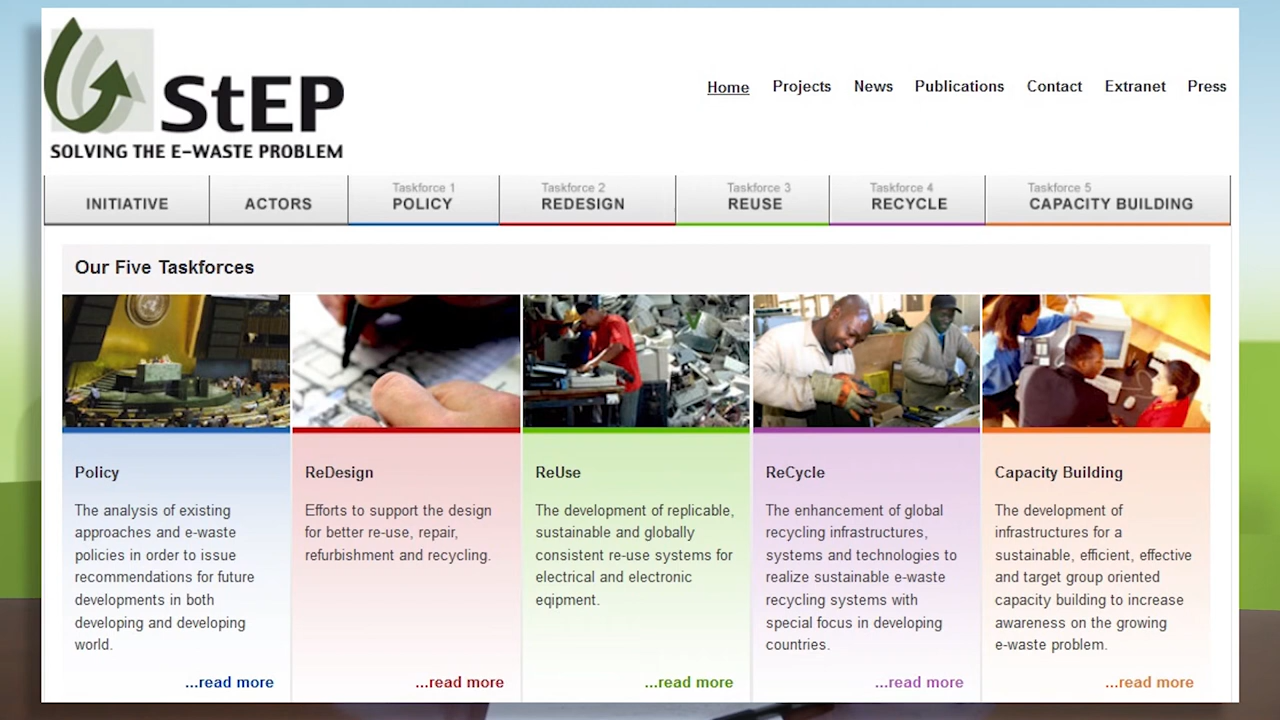 StEP
SOLVING THE E-WASTE PROBLEM
Home Projects News Publications Contact Extranet Press
INITIATIVE
ACTORS
Taskforce 1
POLICY
Taskforce 2
REDESIGN
Taskforce 3
REUSE
Taskforce 4
RECYCLE
Taskforce 5
CAPACITY BUILDING
Our Five Taskforces
Policy
The analysis of existing
approaches and e-waste
policies in order to issue
recommendations for future
developments in both
developing and developing
world.
...read more
ReDesign
Efforts to support the design
for better re-use, repair,
refurbishment and recycling.
...read more
ReUse
The development of replicable,
sustainable and globally
consistent re-use systems for
electrical and electronic
eqipment.
...read more
ReCycle
The enhancement of global
recycling infrastructures,
systems and technologies to
realize sustainable e-waste
recycling systems with
special focus in developing
countries.
...read more
Capacity Building
The development of
infrastructures for a
sustainable, efficient, effective
and target group oriented
capacity building to increase
awareness on the growing
e-waste problem.
...read more